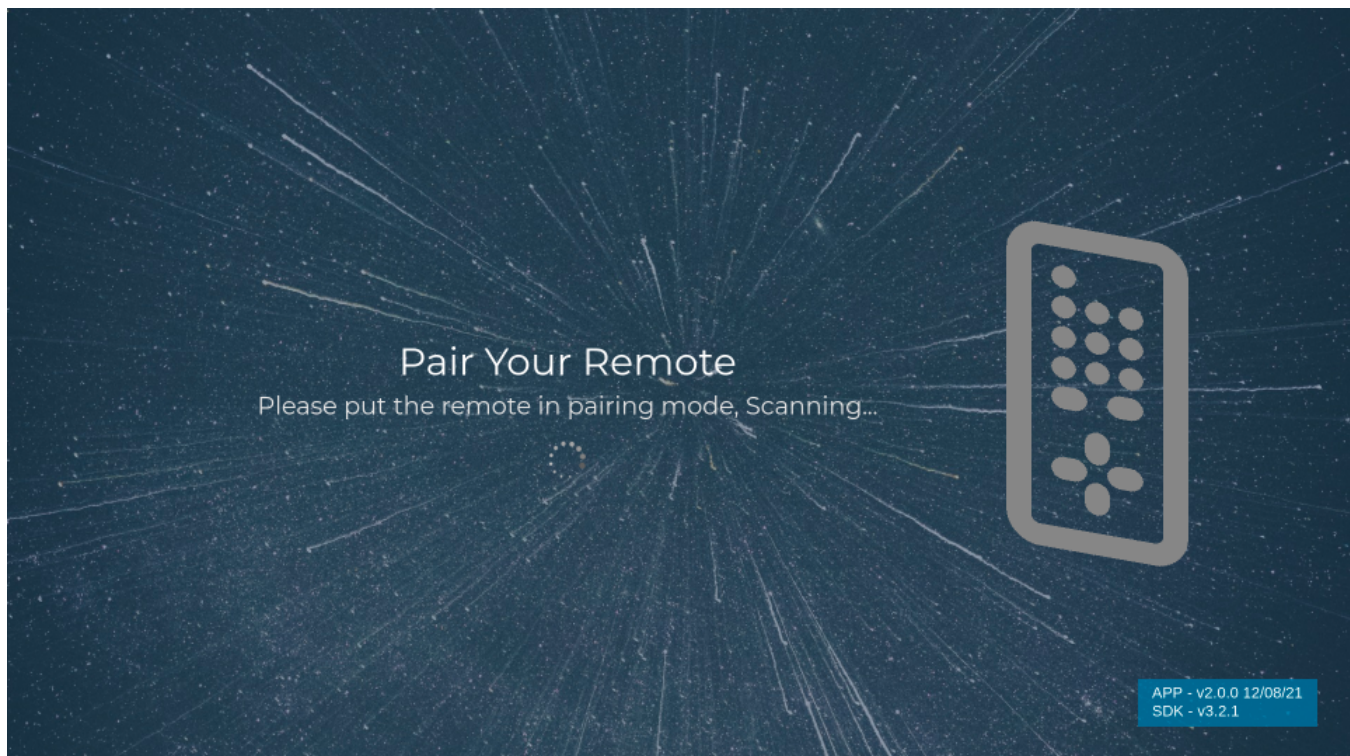 Pair Your Remote
Please put the remote in pairing mode, Scanning...
APP - v2.0.0 12/08/21
SDK - v3.2.1